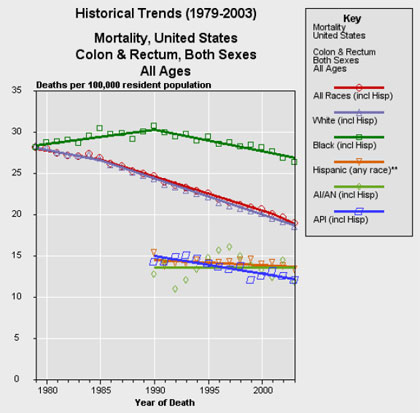 Historical Trends (1979-2003)
Mortality, United States
Colon & Rectum, Both Sexes
All Ages
Deaths per 100,000 resident population
35
30
25
20
15
10
5
0
1980
1985
1990
1995
2000
Year of Death
Key
Mortality
United States
Colon & Rectum
Both Sexes
All Ages
All Races (incl Hisp)
White (incl Hisp)
Black (incl Hisp)
Hispanic (any race)**
AI/AN (incl Hisp)
API (incl Hisp)